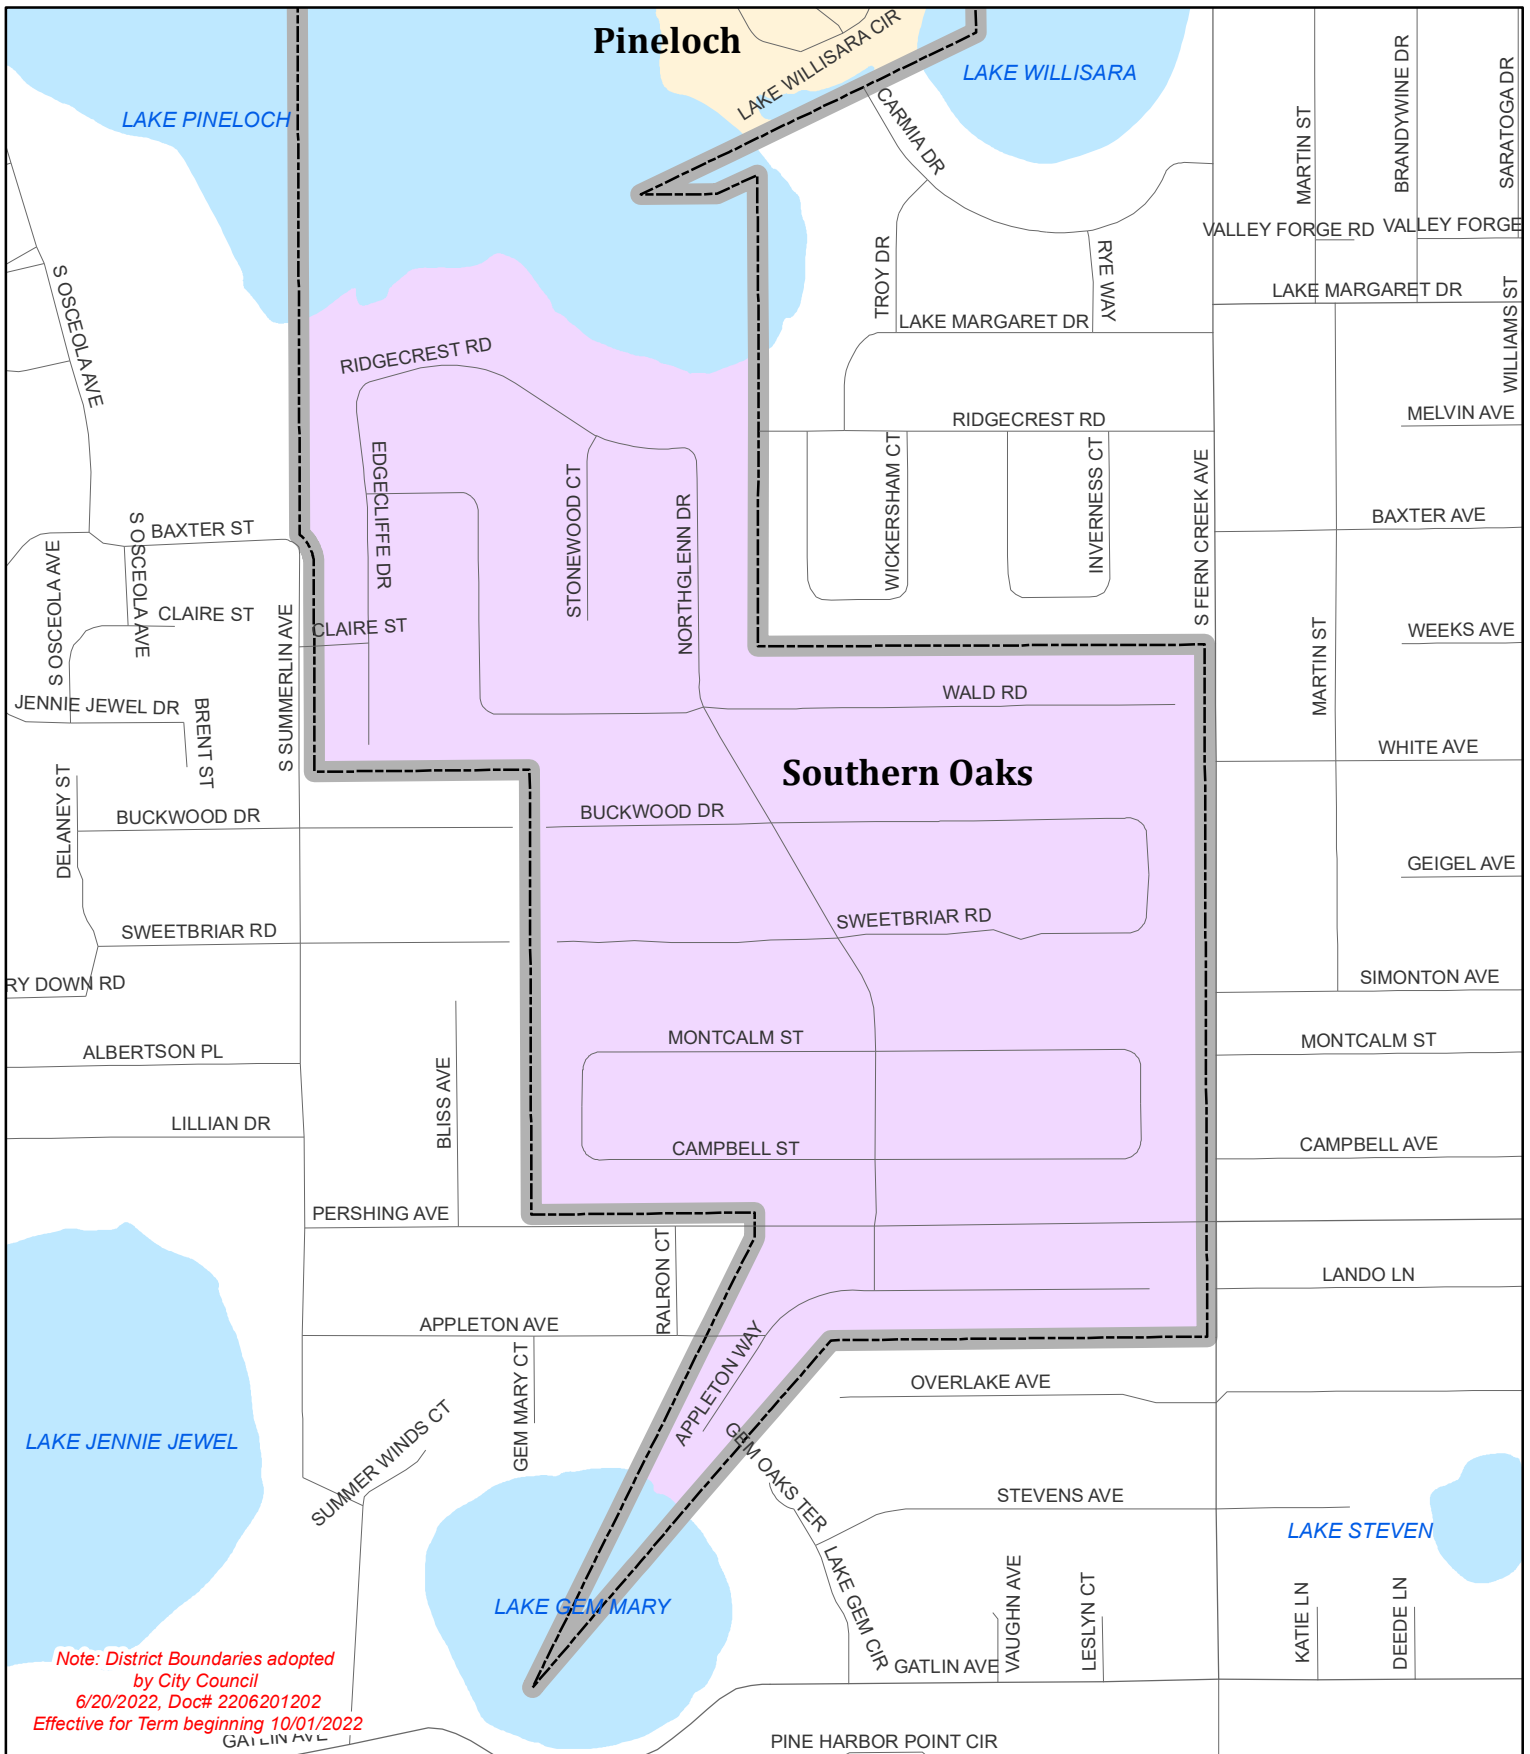 Pineloch
LAKE WILLISARA CIR
LAKE WILLISARA
LAKE PINELOCH
CARMIA DR
MARTIN ST
BRANDYWINE DR
SARATOGA DR
VALLEY FORGE RD
VALLEY FORGE
S OSCEOLA AVE
TROY DR
RYE WAY
LAKE MARGARET DR
LAKE MARGARET DR
WILLIAMS ST
RIDGECREST RD
RIDGECREST RD
MELVIN AVE
EDGECLIFFE DR
STONEWOOD CT
NORTHGLENN DR
WICKERSHAM CT
INVERNESS CT
S FERN CREEK AVE
BAXTER ST
BAXTER AVE
S OSCEOLA AVE
S OSCEOLA AVE
CLAIRE ST
CLAIRE ST
S SUMMERLIN AVE
WEEKS AVE
MARTIN ST
JENNIE JEWEL DR
BRENT ST
WALD RD
WHITE AVE
Southern Oaks
DELANEY ST
BUCKWOOD DR
BUCKWOOD DR
GEIGEL AVE
SWEETBRIAR RD
SWEETBRIAR RD
RY DOWN RD
SIMONTON AVE
ALBERTSON PL
MONTCALM ST
MONTCALM ST
BLISS AVE
LILLIAN DR
CAMPBELL ST
CAMPBELL AVE
PERSHING AVE
RALRON CT
LANDO LN
APPLETON AVE
APPLETON WAY
GEM MARY CT
OVERLAKE AVE
LAKE JENNIE JEWEL
SUMMER WINDS CT
GEM OAKS TER
STEVENS AVE
LAKE STEVEN
LAKE GEM MARY
LAKE GEM CIR
VAUGHN AVE
LESLYN CT
KATIE LN
DEEDE LN
GATLIN AVE
Note: District Boundaries adopted
by City Council
6/20/2022, Doc# 2206201202
Effective for Term beginning 10/01/2022
GATLIN AVE
PINE HARBOR POINT CIR